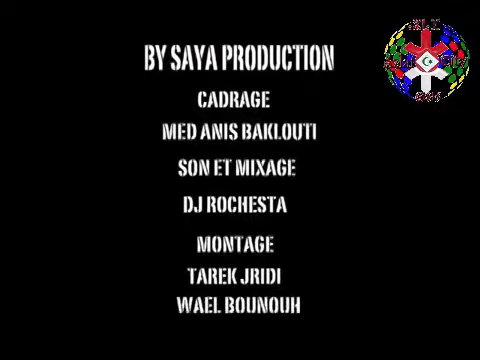 BY SAYA PRODUCTION
CADRAGE
MED ANIS BAKLOUTI
SON ET MIXAGE
DJ ROCHESTA
MONTAGE
TAREK JRIDI
WAEL BOUNOUH